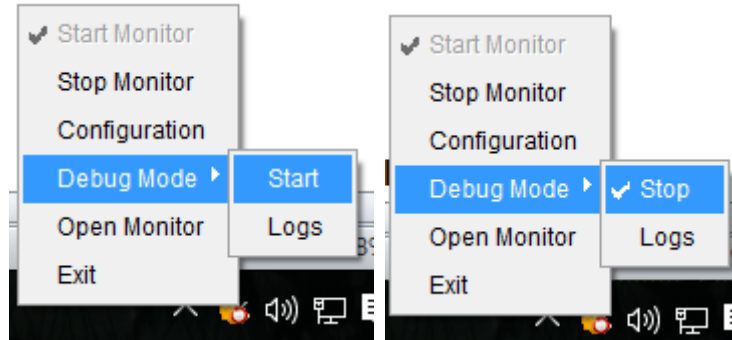 Start Monitor
Stop Monitor
Configuration
Debug Mode Start
Open Monitor Logs
Exit
Start Monitor
Stop Monitor
Configuration
Debug Mode Stop
Open Monitor Logs
Exit